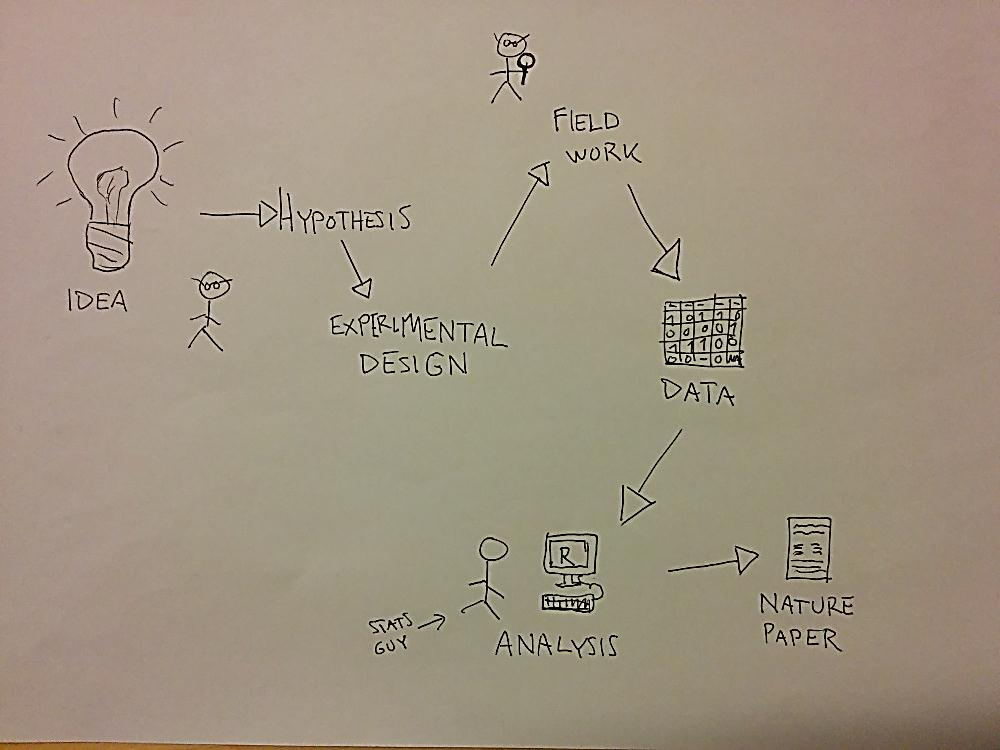 FIELD
WORK
HYPOTHESIS
IDEA
EXPERIMENTAL
DESIGN
DATA
R
STATS
GUY
ANALYSIS
NATURE
PAPER